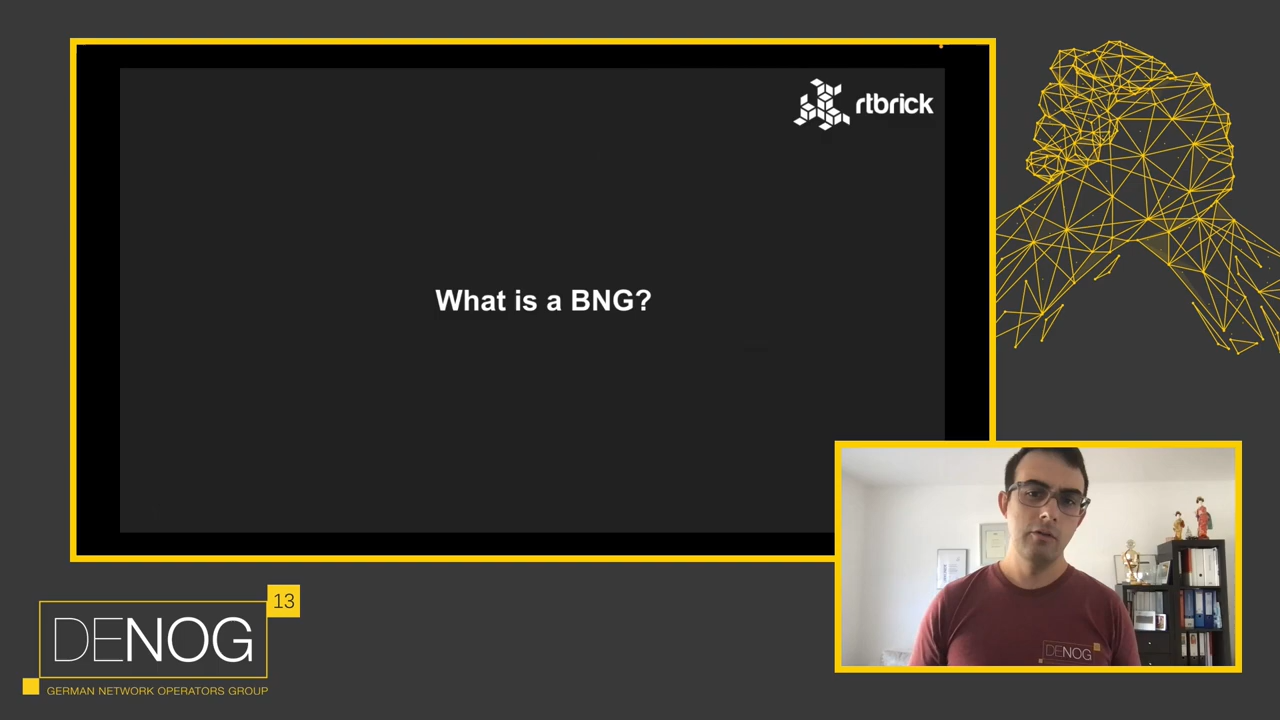 rtbrick
What is a BNG?
13
DENOG
GERMAN NETWORK OPERATORS GROUP
DENOG